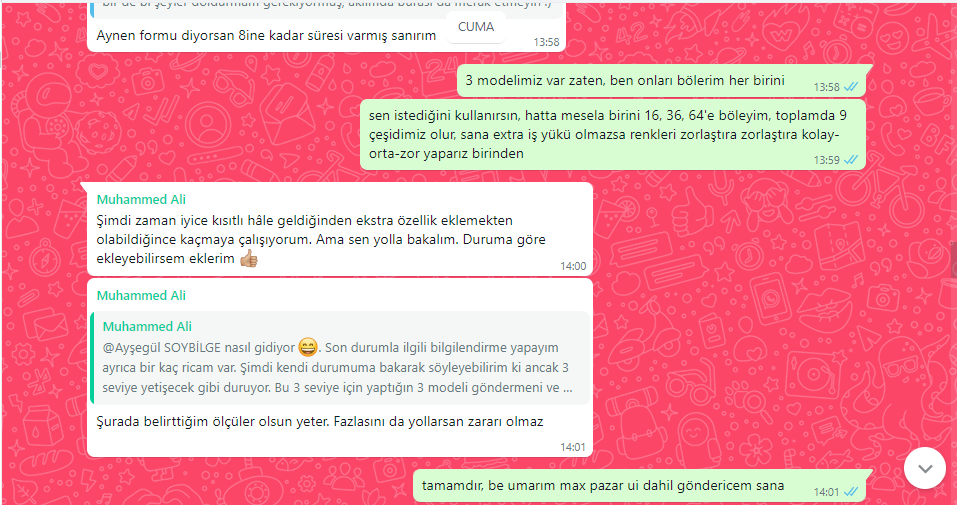 bir de bi şeyler doldurmam gerekiyormuş, aklımda burası da merak etmeyin :)
CUMA
Aynen formu diyorsan 8ine kadar süresi varmış sanırım
13:58
3 modelimiz var zaten, ben onları bölerim her birini
13:58
sen istediğini kullanırsın, hatta mesela birini 16, 36, 64'e böleyim, toplamda 9
çeşidimiz olur, sana extra iş yükü olmazsa renkleri zorlaştıra zorlaştıra kolay-
orta-zor yaparız birinden
13:59
Muhammed Ali
Şimdi zaman iyice kısıtlı hâle geldiğinden ekstra özellik eklemekten
olabildiğince kaçmaya çalışıyorum. Ama sen yolla bakalım. Duruma göre
ekleyebilirsem eklerim 👍🏽
14:00
Muhammed Ali
Muhammed Ali
@Ayşegül SOYBİLGE nasıl gidiyor 😄. Son durumla ilgili bilgilendirme yapayım
ayrıca bir kaç ricam var. Şimdi kendi durumuma bakarak söyleyebilirim ki ancak 3
seviye yetişecek gibi duruyor. Bu 3 seviye için yaptığın 3 modeli göndermeni ve ...
Şurada belirttiğim ölçüler olsun yeter. Fazlasını da yollarsan zararı olmaz
14:01
tamamdır, be umarım max pazar ui dahil göndericem sana
14:01